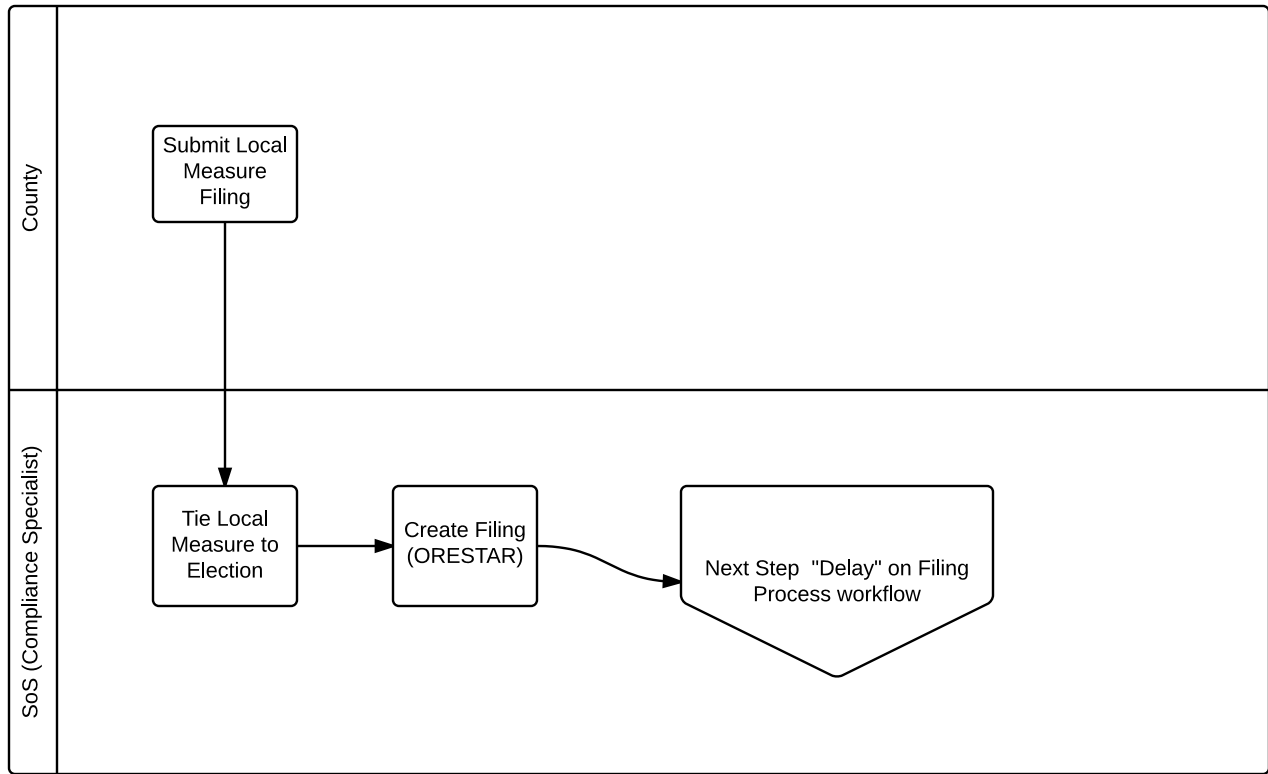 County
Submit Local
Measure
Filing
SoS (Compliance Specialist)
Tie Local
Measure to
Election
Create Filing
(ORESTAR)
Next Step  "Delay" on Filing
Process workflow